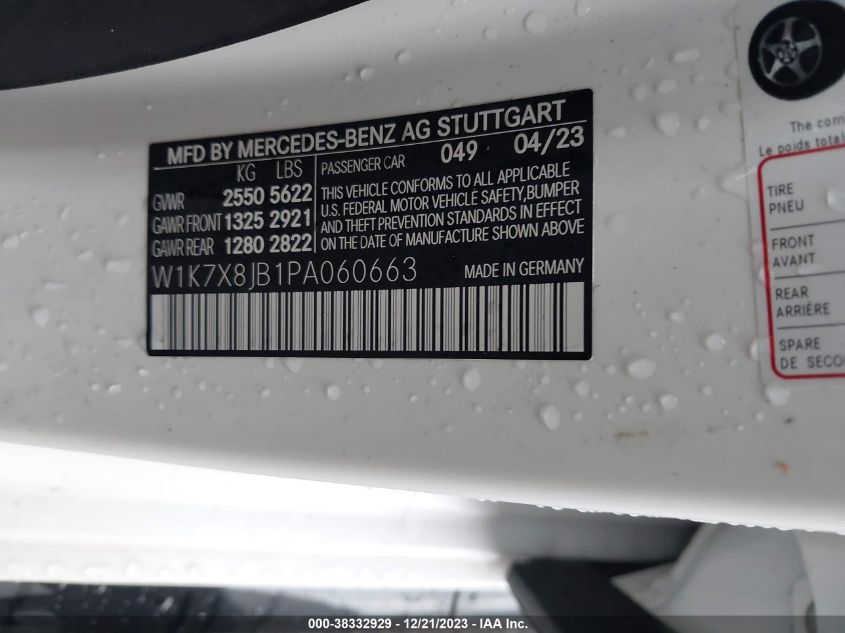 MFD BY MERCEDES-BENZ AG STUTTGART
KG LBS
GVWR 2550 5622
GAWR FRONT 1325 2921
GAWR REAR 1280 2822
PASSENGER CAR 049 04/23
THIS VEHICLE CONFORMS TO ALL APPLICABLE
U.S. FEDERAL MOTOR VEHICLE SAFETY,BUMPER
AND THEFT PREVENTION STANDARDS IN EFFECT
ON THE DATE OF MANUFACTURE SHOWN ABOVE
W1K7X8JB1PA060663 MADE IN GERMANY
The com
Le poids total
TIRE
PNEU
FRONT
AVANT
REAR
ARRIÈRE
SPARE
DE SECO
000-38332929 - 12/21/2023 - IAA Inc.